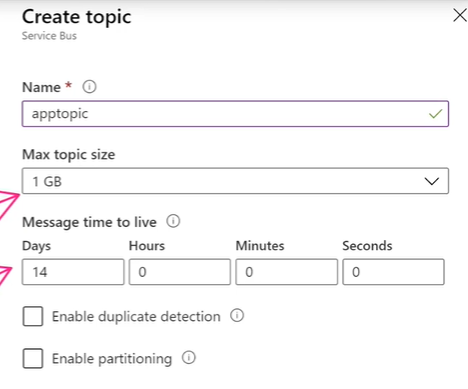 Create topic
Service Bus
Name *
apptopic
Max topic size
1 GB
Message time to live
Days Hours Minutes Seconds
14 0 0 0
Enable duplicate detection
Enable partitioning